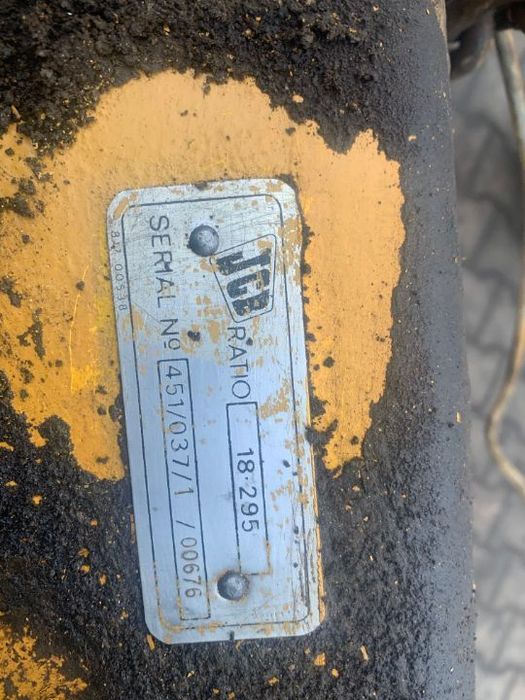 JCB
RATIO 18·295
SERIAL Nº 451/037/1 /00676